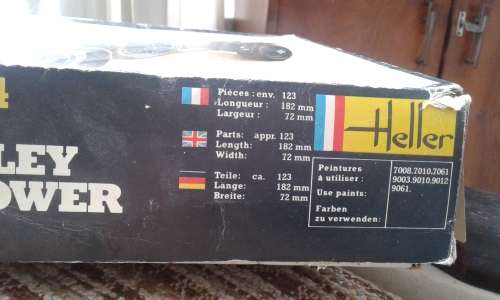 4
LEY
OWER
Pieces : env. 123
Longueur : 182 mm
Largeur : 72 mm
Parts: appr. 123
Length: 182 mm
Width: 72 mm
Teile: ca. 123
Lange: 182 mm
Breite: 72 mm
Heller
Peintures
à utiliser :
Use paints:
Farben
zu verwenden:
7008.7010.7061
9003.9010.9012
9061.